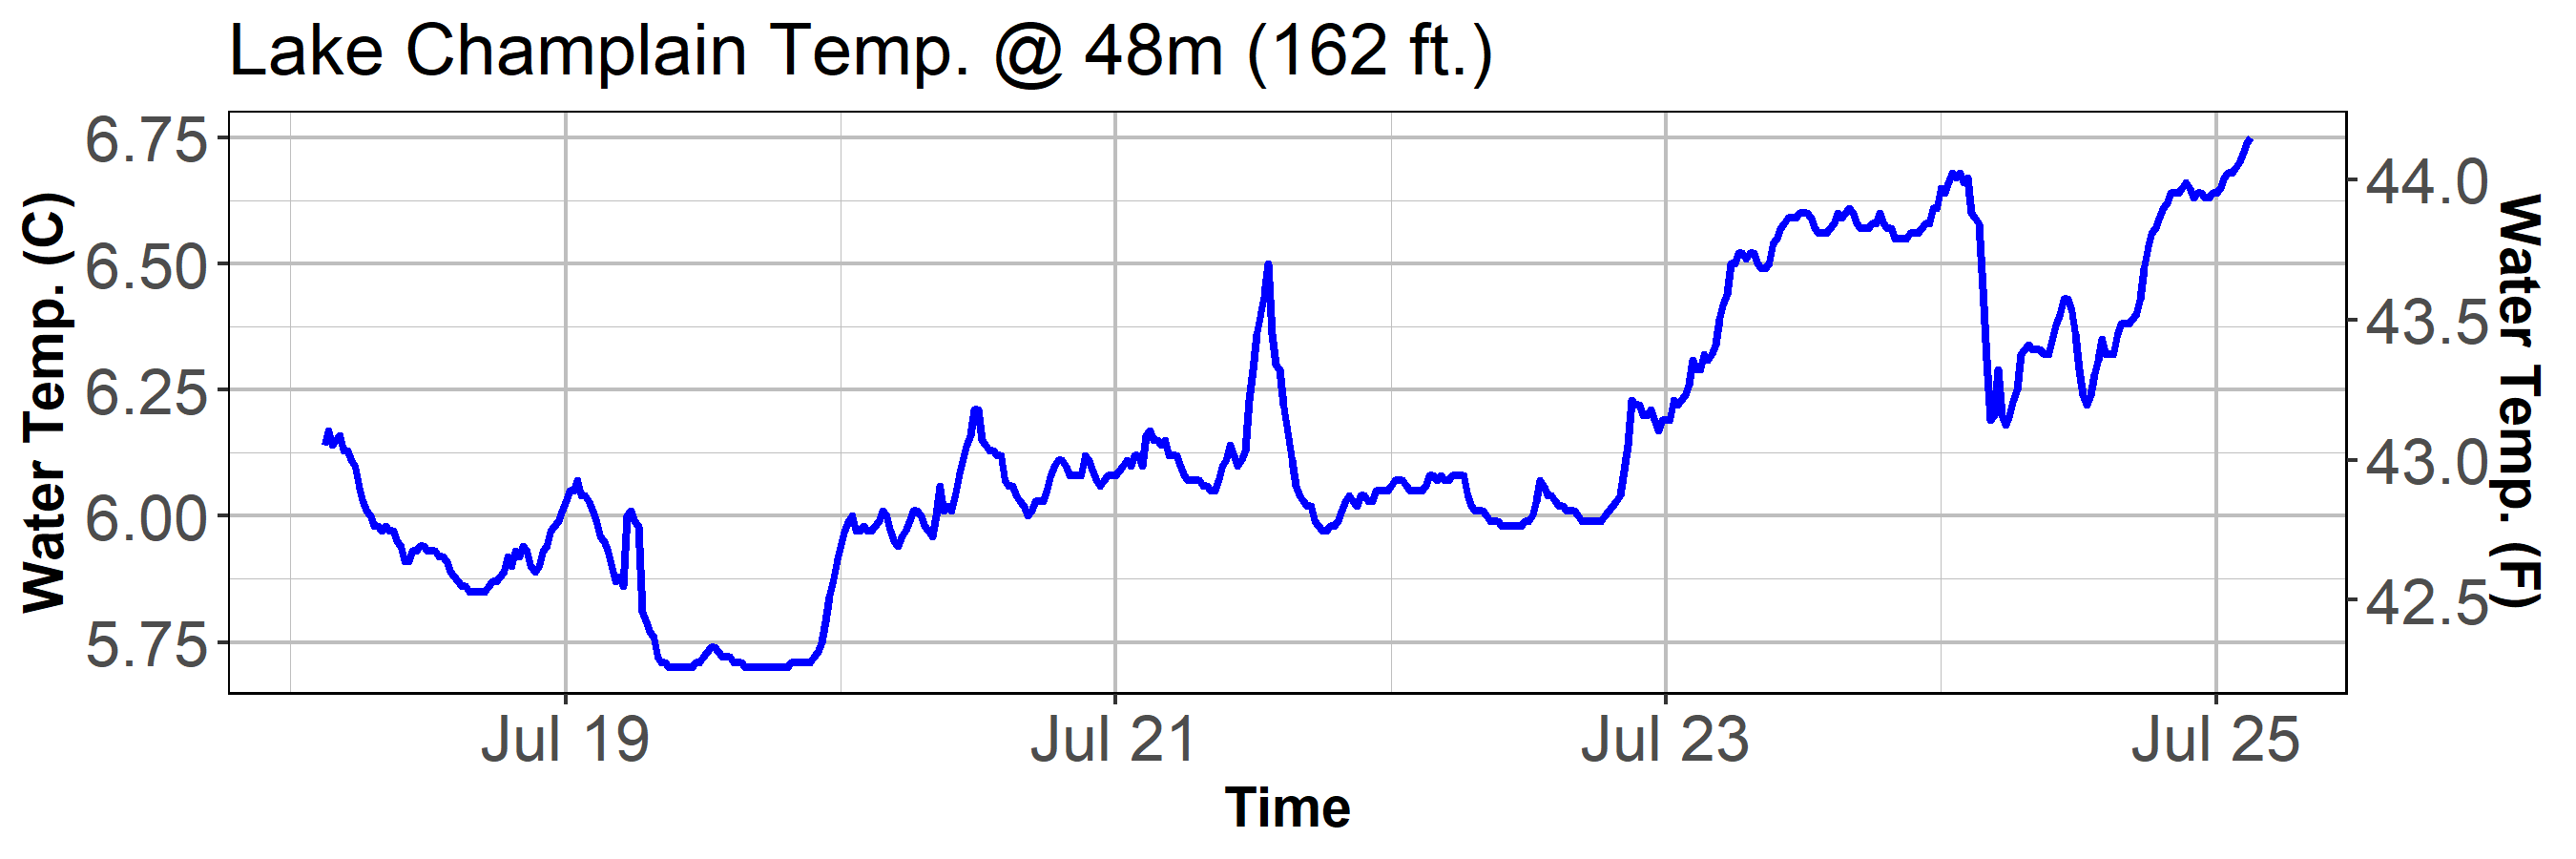 Lake Champlain Temp. @ 48m (162 ft.)
Water Temp. (C)
6.75
6.50
6.25
6.00
5.75
44.0
43.5
43.0
42.5
Water Temp. (F)
Jul 19 Jul 21 Jul 23 Jul 25
Time